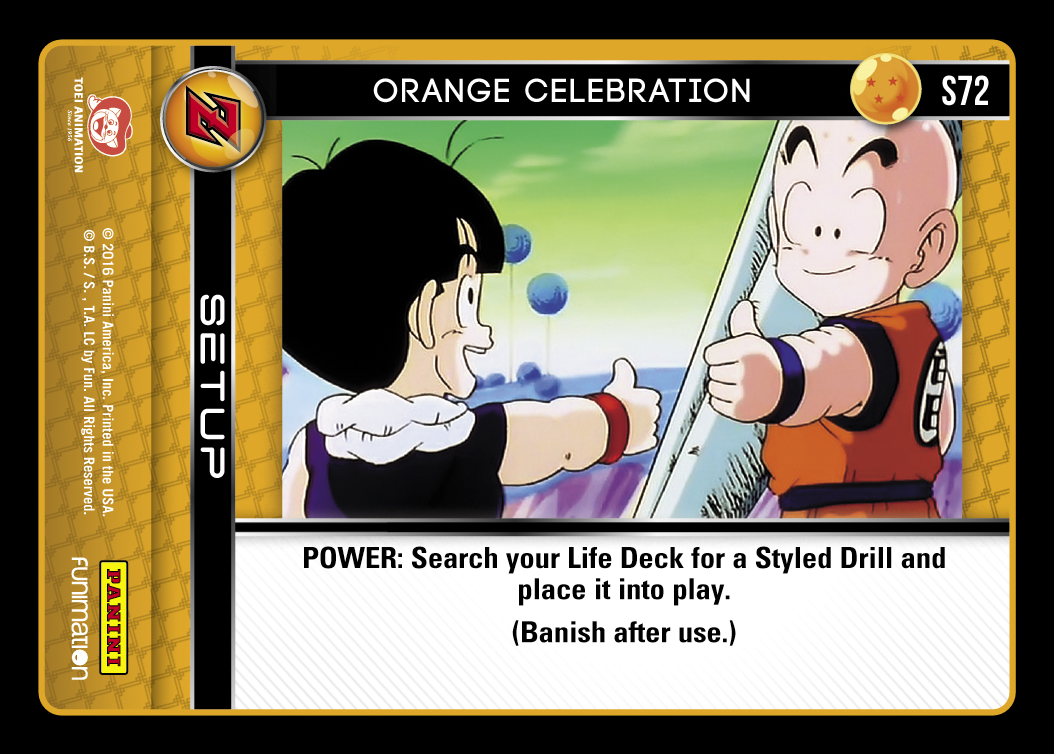 ORANGE CELEBRATION
S72
SETUP
TOEI ANIMATION
Since 1956
© 2016 Panini America, Inc. Printed in the USA.
© B.S. / S. , T.A. LC by Fun. All Rights Reserved.
PANINI
FUNIMATION
POWER: Search your Life Deck for a Styled Drill and
place it into play.
(Banish after use.)